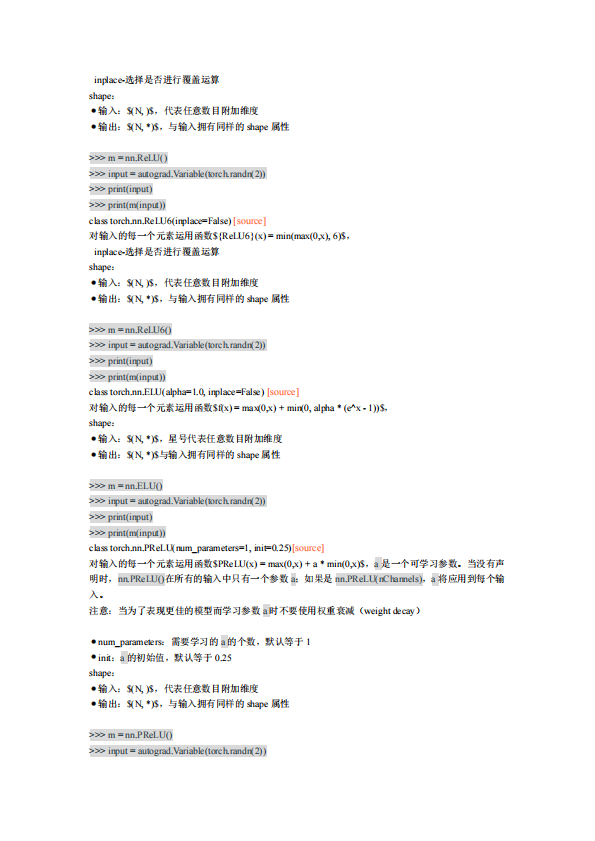 inplace-选择是否进行覆盖运算
shape：
●输入：$(N, )$，代表任意数目附加维度
●输出：$(N, *)$，与输入拥有同样的 shape 属性
>>> m = nn.ReLU()
>>> input = autograd.Variable(torch.randn(2))
>>> print(input)
>>> print(m(input))
class torch.nn.ReLU6(inplace=False) [source]
对输入的每一个元素运用函数${ReLU6}(x) = min(max(0,x), 6)$，
inplace-选择是否进行覆盖运算
shape：
●输入：$(N, )$，代表任意数目附加维度
●输出：$(N, *)$，与输入拥有同样的 shape 属性
>>> m = nn.ReLU6()
>>> input = autograd.Variable(torch.randn(2))
>>> print(input)
>>> print(m(input))
class torch.nn.ELU(alpha=1.0, inplace=False) [source]
对输入的每一个元素运用函数$f(x) = max(0,x) + min(0, alpha * (e^x - 1))$，
shape：
●输入：$(N, *)$，星号代表任意数目附加维度
●输出：$(N, *)$与输入拥有同样的 shape 属性
>>> m = nn.ELU()
>>> input = autograd.Variable(torch.randn(2))
>>> print(input)
>>> print(m(input))
class torch.nn.PReLU(num_parameters=1, init=0.25)[source]
对输入的每一个元素运用函数$PReLU(x) = max(0,x) + a * min(0,x)$，a 是一个可学习参数。当没有声
明时，nn.PReLU()在所有的输入中只有一个参数 a；如果是 nn.PReLU(nChannels)，a 将应用到每个输
入。
注意：当为了表现更佳的模型而学习参数 a 时不要使用权重衰减（weight decay）
●num_parameters：需要学习的 a 的个数，默认等于 1
●init：a 的初始值，默认等于 0.25
shape：
●输入：$(N, )$，代表任意数目附加维度
●输出：$(N, *)$，与输入拥有同样的 shape 属性
>>> m = nn.PReLU()
>>> input = autograd.Variable(torch.randn(2))